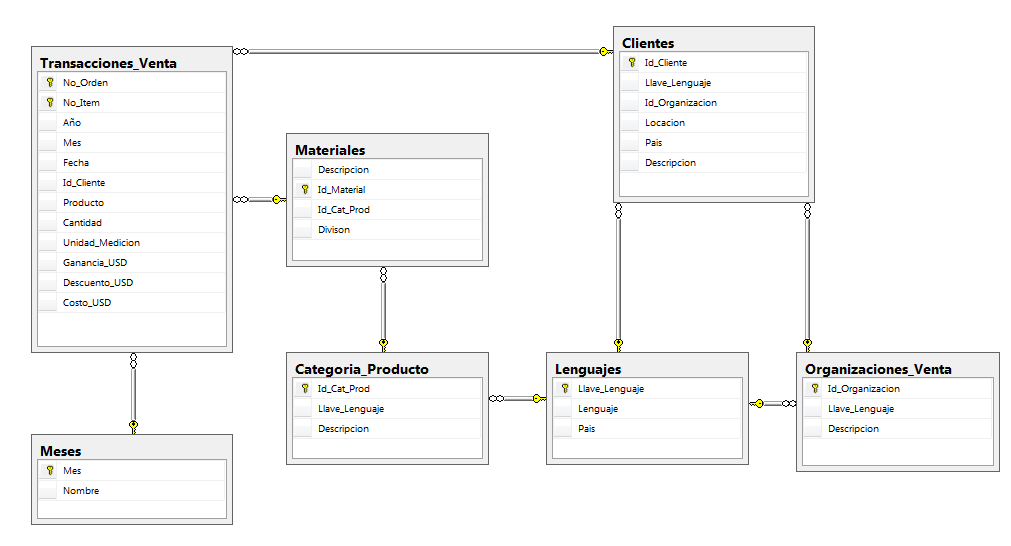 Transacciones_Venta
No_Orden
No_Item
Año
Mes
Fecha
Id_Cliente
Producto
Cantidad
Unidad_Medicion
Ganancia_USD
Descuento_USD
Costo_USD
Clientes
Id_Cliente
Llave_Lenguaje
Id_Organizacion
Locacion
Pais
Descripcion
Materiales
Descripcion
Id_Material
Id_Cat_Prod
Divison
Categoria_Producto
Id_Cat_Prod
Llave_Lenguaje
Descripcion
Lenguajes
Llave_Lenguaje
Lenguaje
Pais
Organizaciones_Venta
Id_Organizacion
Llave_Lenguaje
Descripcion
Meses
Mes
Nombre